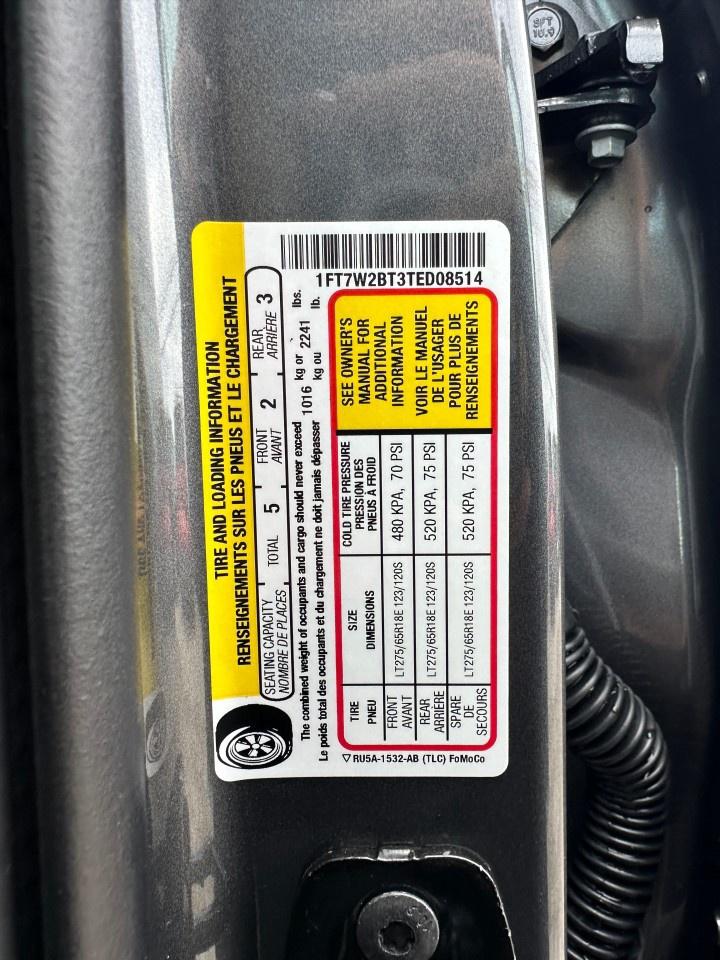 TIRE AND LOADING INFORMATION
RENSEIGNEMENTS SUR LES PNEUS ET LE CHARGEMENT
SEATING CAPACITY TOTAL 5 FRONT 2 REAR 3
NOMBRE DE PLACES AVANT ARRIÈRE
The combined weight of occupants and cargo should never exceed 1016 kg or 2241 lbs.
Le poids total des occupants et du chargement ne doit jamais dépasser kg ou lb.
1FT7W2BT3TED08514
TIRE SIZE COLD TIRE PRESSURE
PNEU DIMENSIONS PRESSION DES
PNEUS À FROID
FRONT LT275/65R18E 123/120S 480 KPA, 70 PSI
AVANT
REAR LT275/65R18E 123/120S 520 KPA, 75 PSI
ARRIÈRE
SPARE LT275/65R18E 123/120S 520 KPA, 75 PSI
DE
SECOURS
SEE OWNER'S
MANUAL FOR
ADDITIONAL
INFORMATION
VOIR LE MANUEL
DE L'USAGER
POUR PLUS DE
RENSEIGNEMENTS
RU5A-1532-AB (TLC) FoMoCo